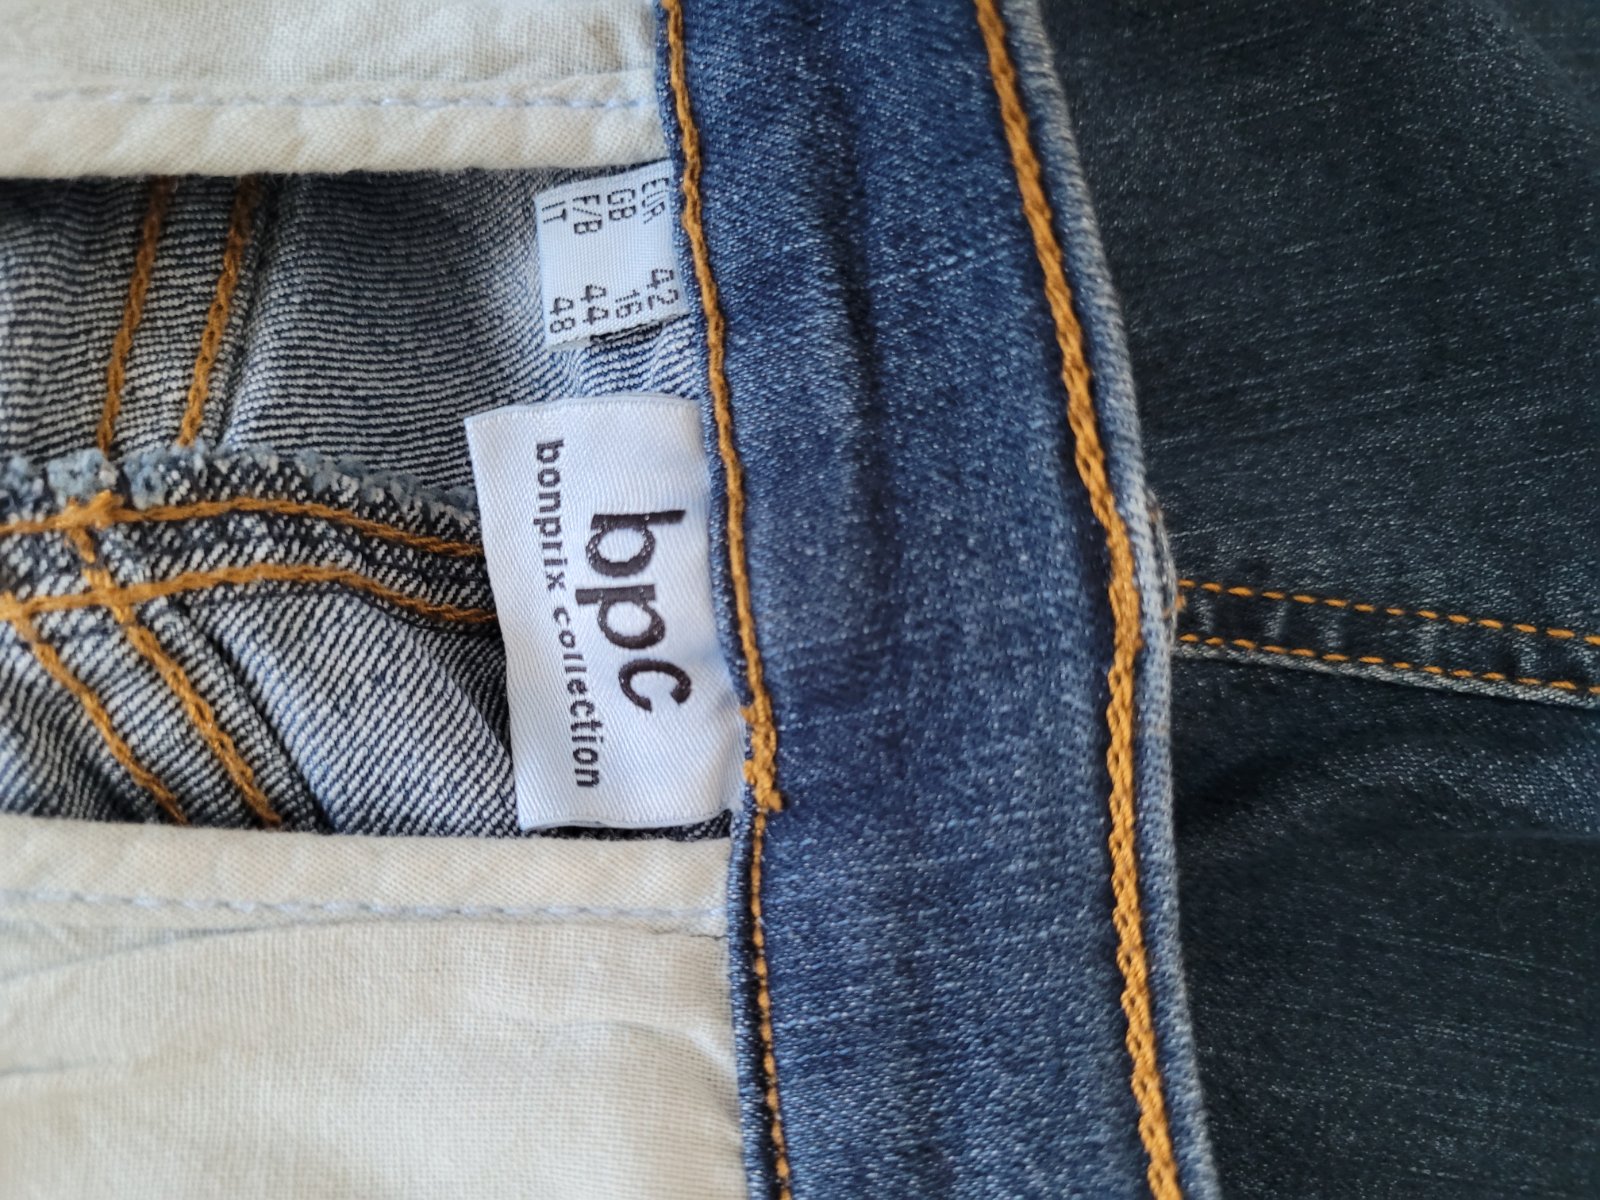 EUR 42
GB 16
F/B 44
IT 48
bpc
bonprix collection